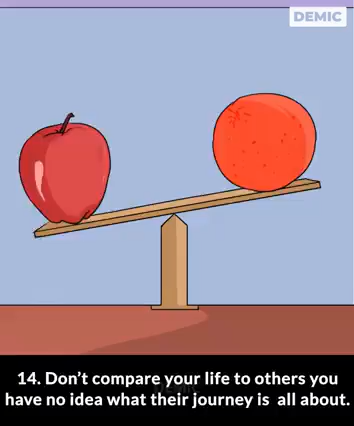 DEMIC
14. Don't compare your life to others you
have no idea what their journey is  all about.